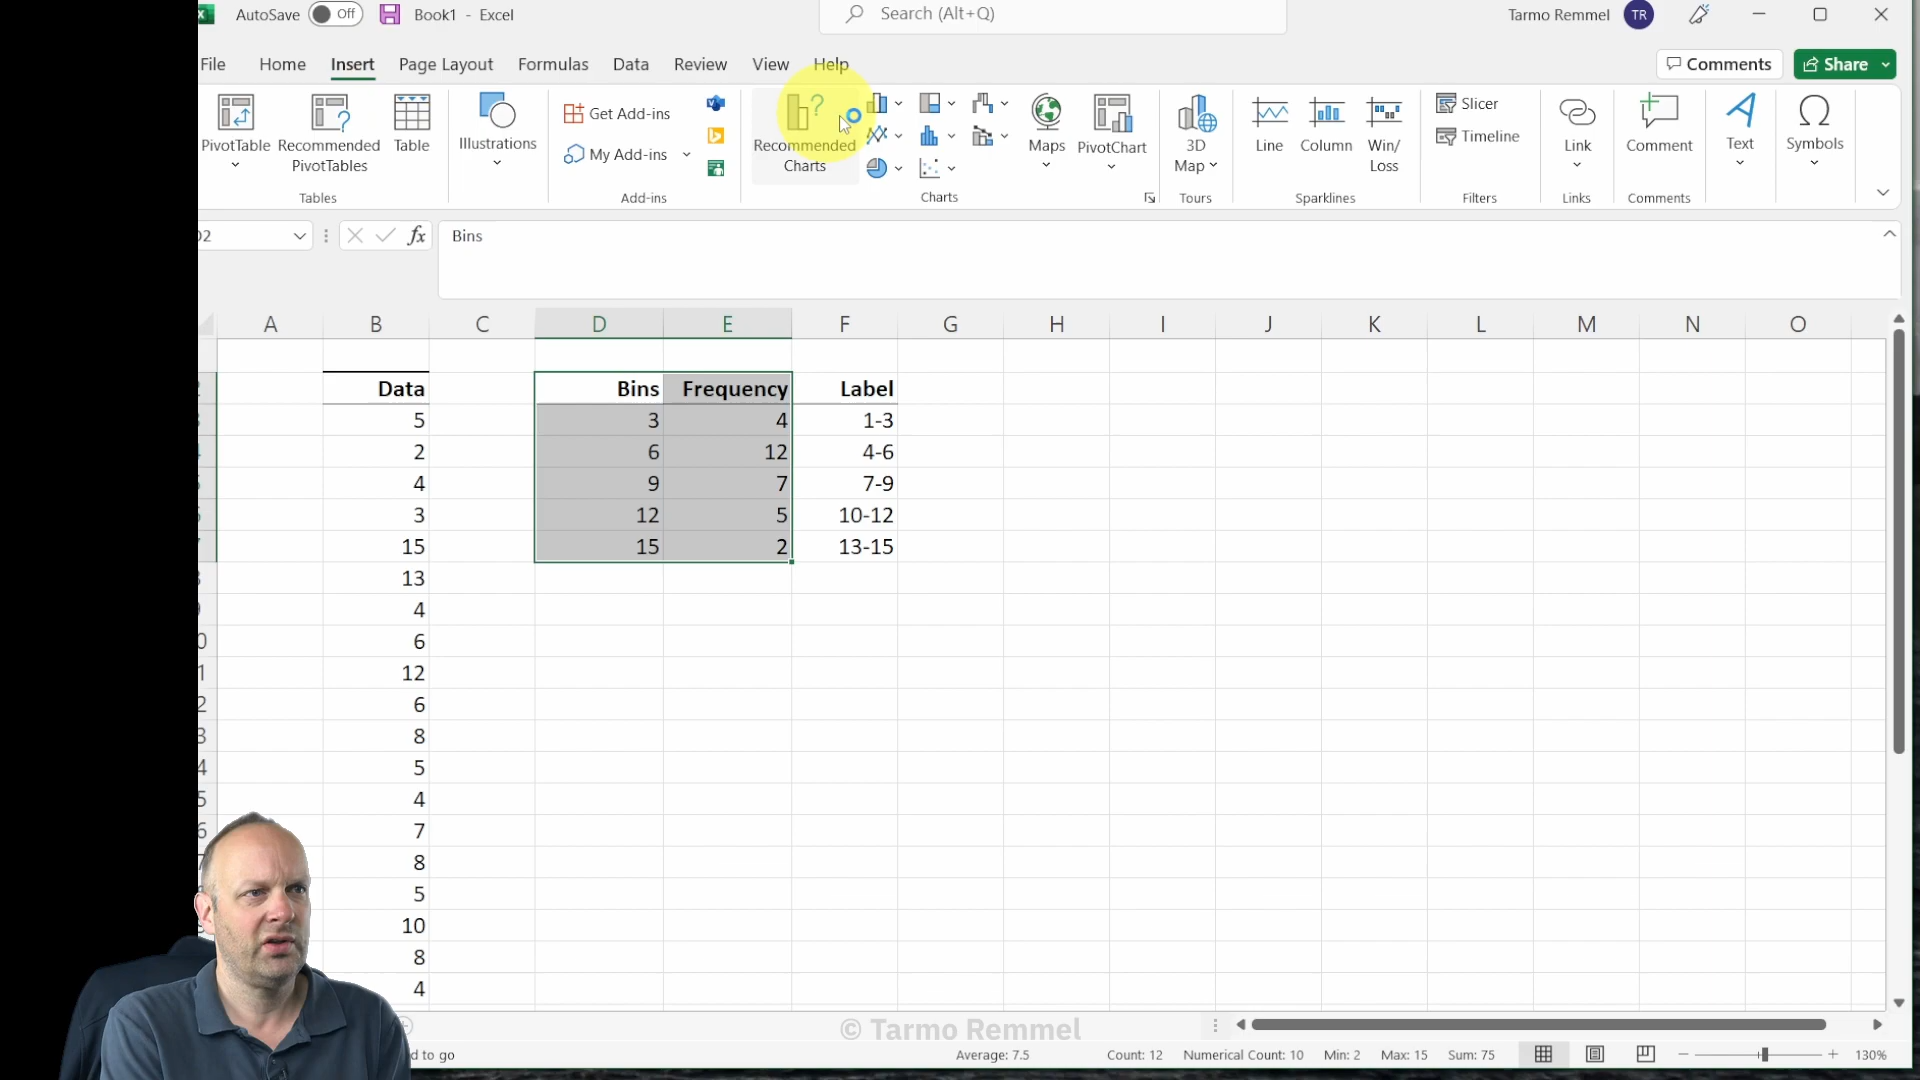 AutoSave Off Book1 - Excel Search (Alt+Q) Tarmo Remmel TR
File Home Insert Page Layout Formulas Data Review View Help Comments Share
PivotTable Recommended PivotTables Table Illustrations Get Add-ins My Add-ins Recommended Charts Maps PivotChart 3D Map Line Column Win/Loss Slicer Timeline Link Comment Text Symbols
Tables Add-ins Charts Tours Sparklines Filters Links Comments
fx Bins
A B C D E F G H I J K L M N O
Data Bins Frequency Label
5 3 4 1-3
2 6 12 4-6
4 9 7 7-9
3 12 5 10-12
15 15 2 13-15
13
4
6
12
6
8
5
4
7
8
5
10
8
4
© Tarmo Remmel
d to go Average: 7.5 Count: 12 Numerical Count: 10 Min: 2 Max: 15 Sum: 75 130%